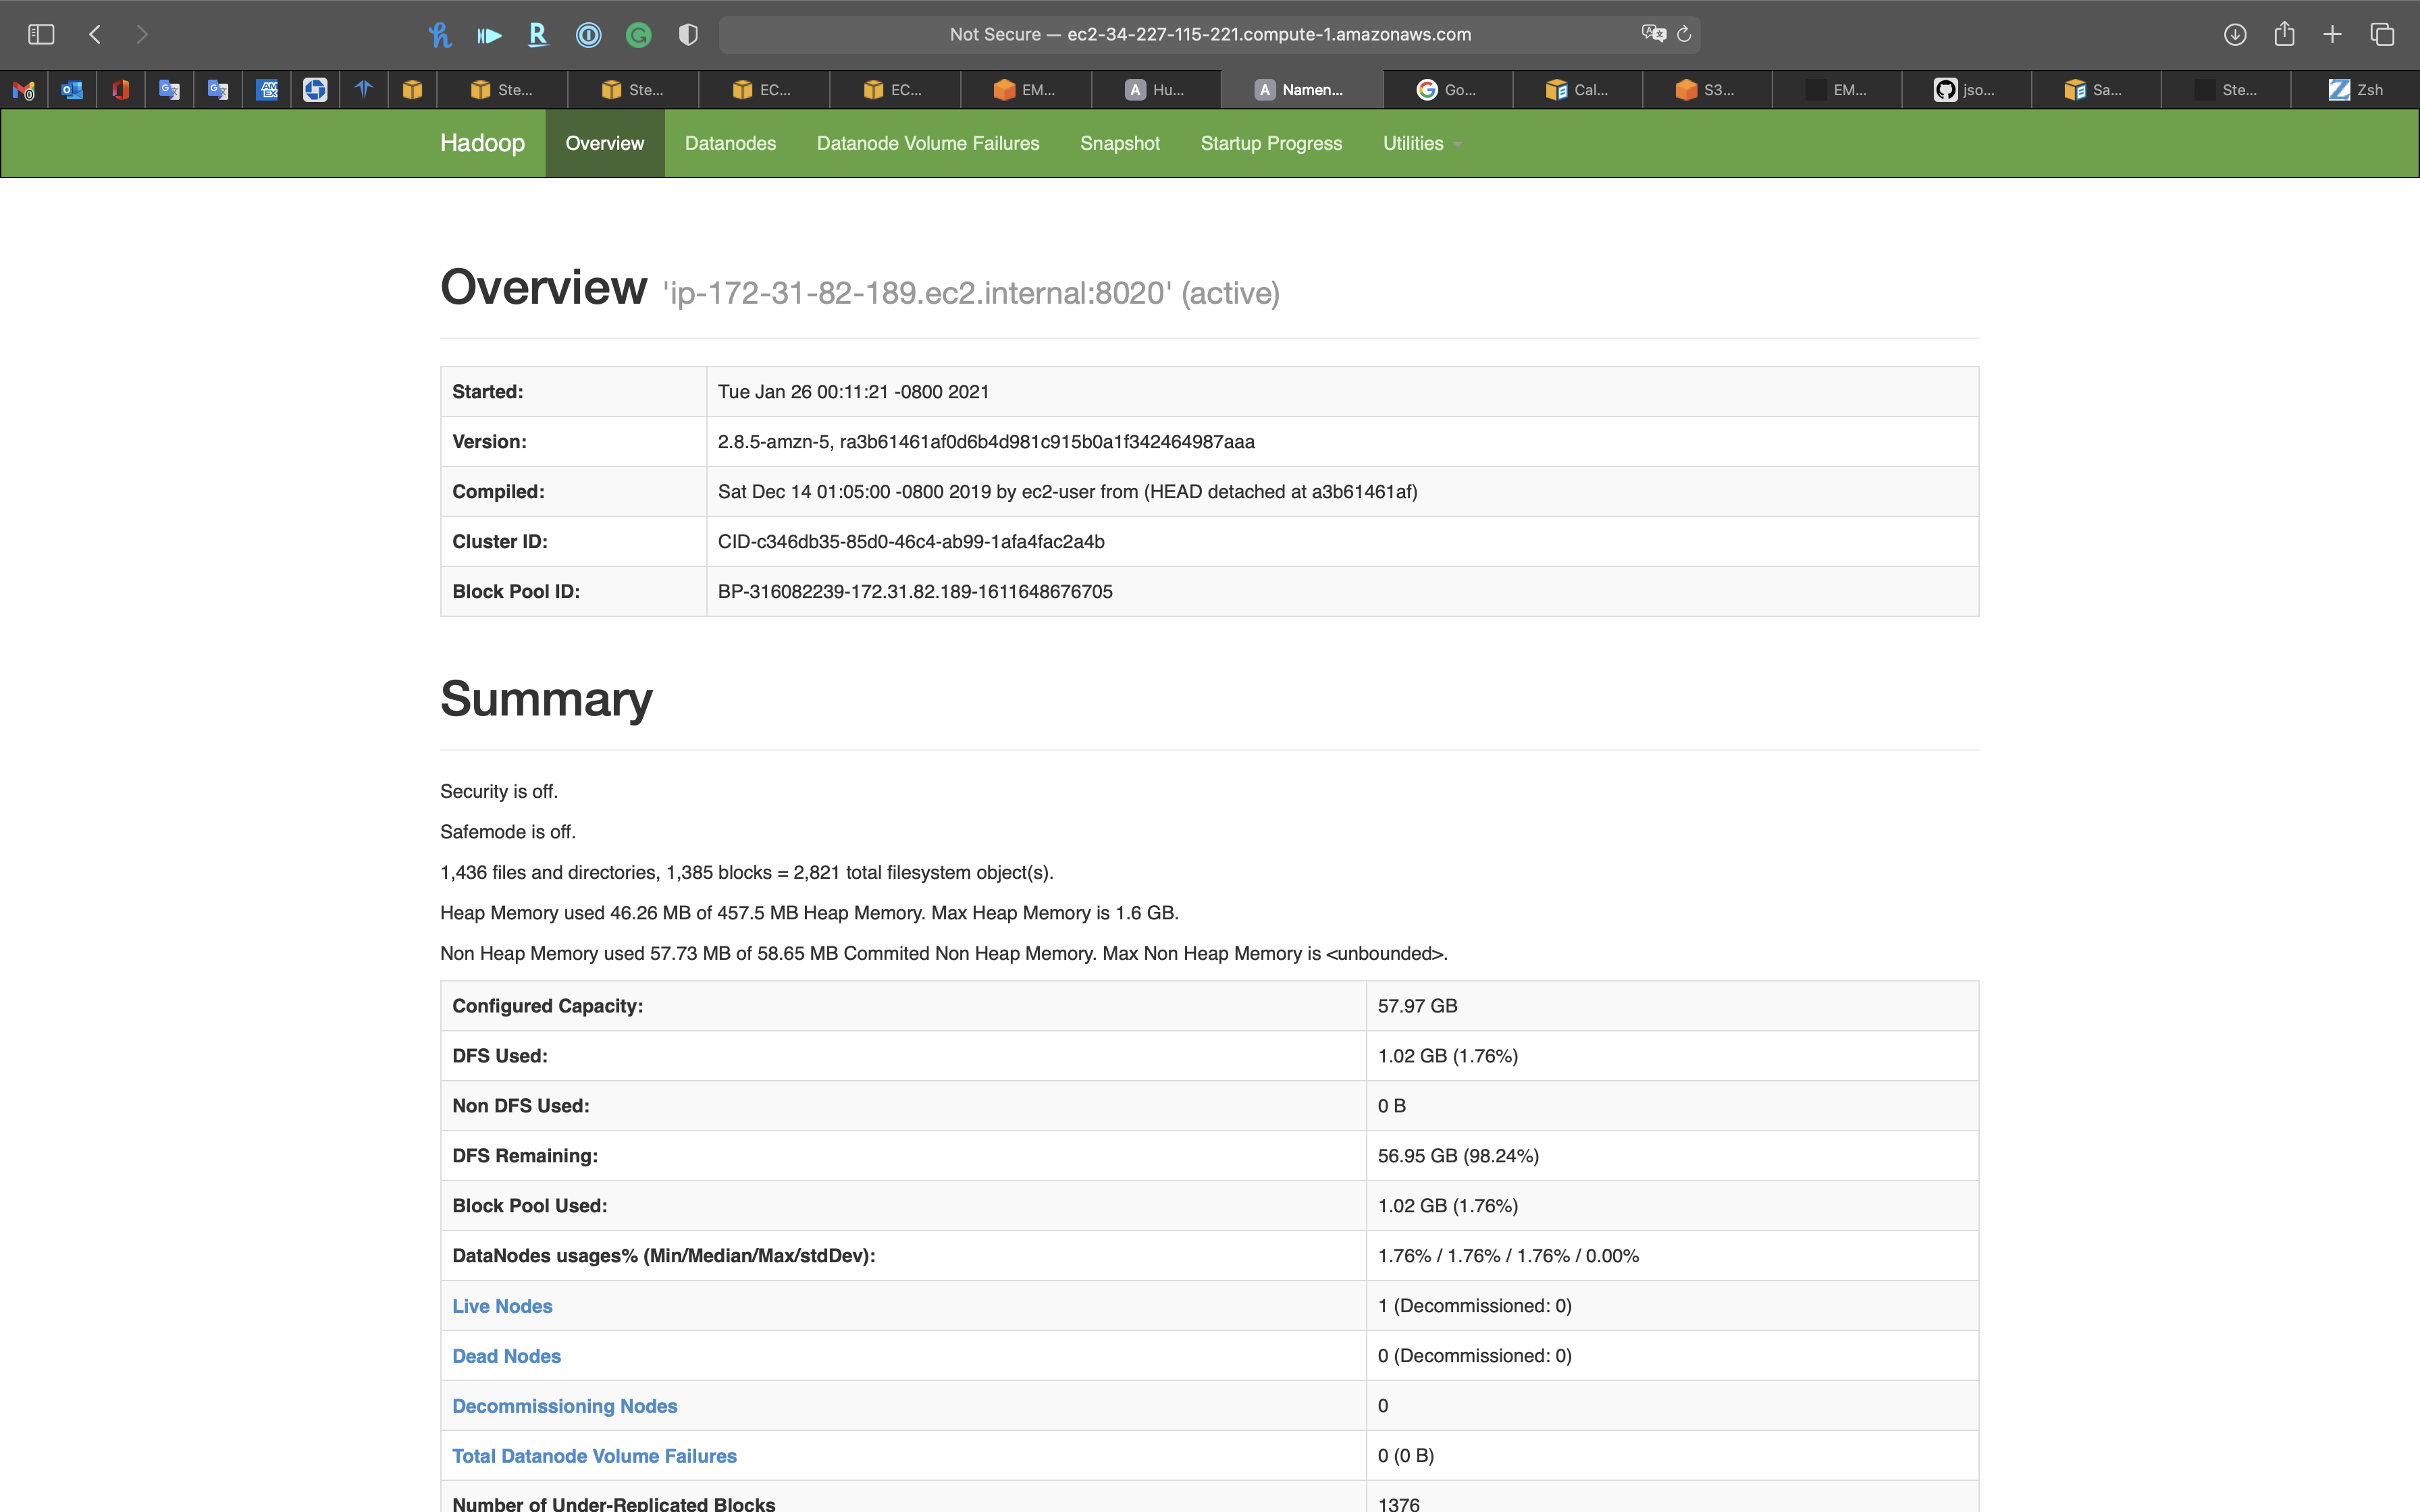 Not Secure — ec2-34-227-115-221.compute-1.amazonaws.com
Ste... Ste... EC... EC... EM... Hu... Namen... Go... Cal... S3... EM... jso... Sa... Ste... Zsh
Hadoop Overview Datanodes Datanode Volume Failures Snapshot Startup Progress Utilities
Overview 'ip-172-31-82-189.ec2.internal:8020' (active)
Started: Tue Jan 26 00:11:21 -0800 2021
Version: 2.8.5-amzn-5, ra3b61461af0d6b4d981c915b0a1f342464987aaa
Compiled: Sat Dec 14 01:05:00 -0800 2019 by ec2-user from (HEAD detached at a3b61461af)
Cluster ID: CID-c346db35-85d0-46c4-ab99-1afa4fac2a4b
Block Pool ID: BP-316082239-172.31.82.189-1611648676705
Summary
Security is off.
Safemode is off.
1,436 files and directories, 1,385 blocks = 2,821 total filesystem object(s).
Heap Memory used 46.26 MB of 457.5 MB Heap Memory. Max Heap Memory is 1.6 GB.
Non Heap Memory used 57.73 MB of 58.65 MB Commited Non Heap Memory. Max Non Heap Memory is <unbounded>.
Configured Capacity: 57.97 GB
DFS Used: 1.02 GB (1.76%)
Non DFS Used: 0 B
DFS Remaining: 56.95 GB (98.24%)
Block Pool Used: 1.02 GB (1.76%)
DataNodes usages% (Min/Median/Max/stdDev): 1.76% / 1.76% / 1.76% / 0.00%
Live Nodes 1 (Decommissioned: 0)
Dead Nodes 0 (Decommissioned: 0)
Decommissioning Nodes 0
Total Datanode Volume Failures 0 (0 B)
Number of Under-Replicated Blocks 1376